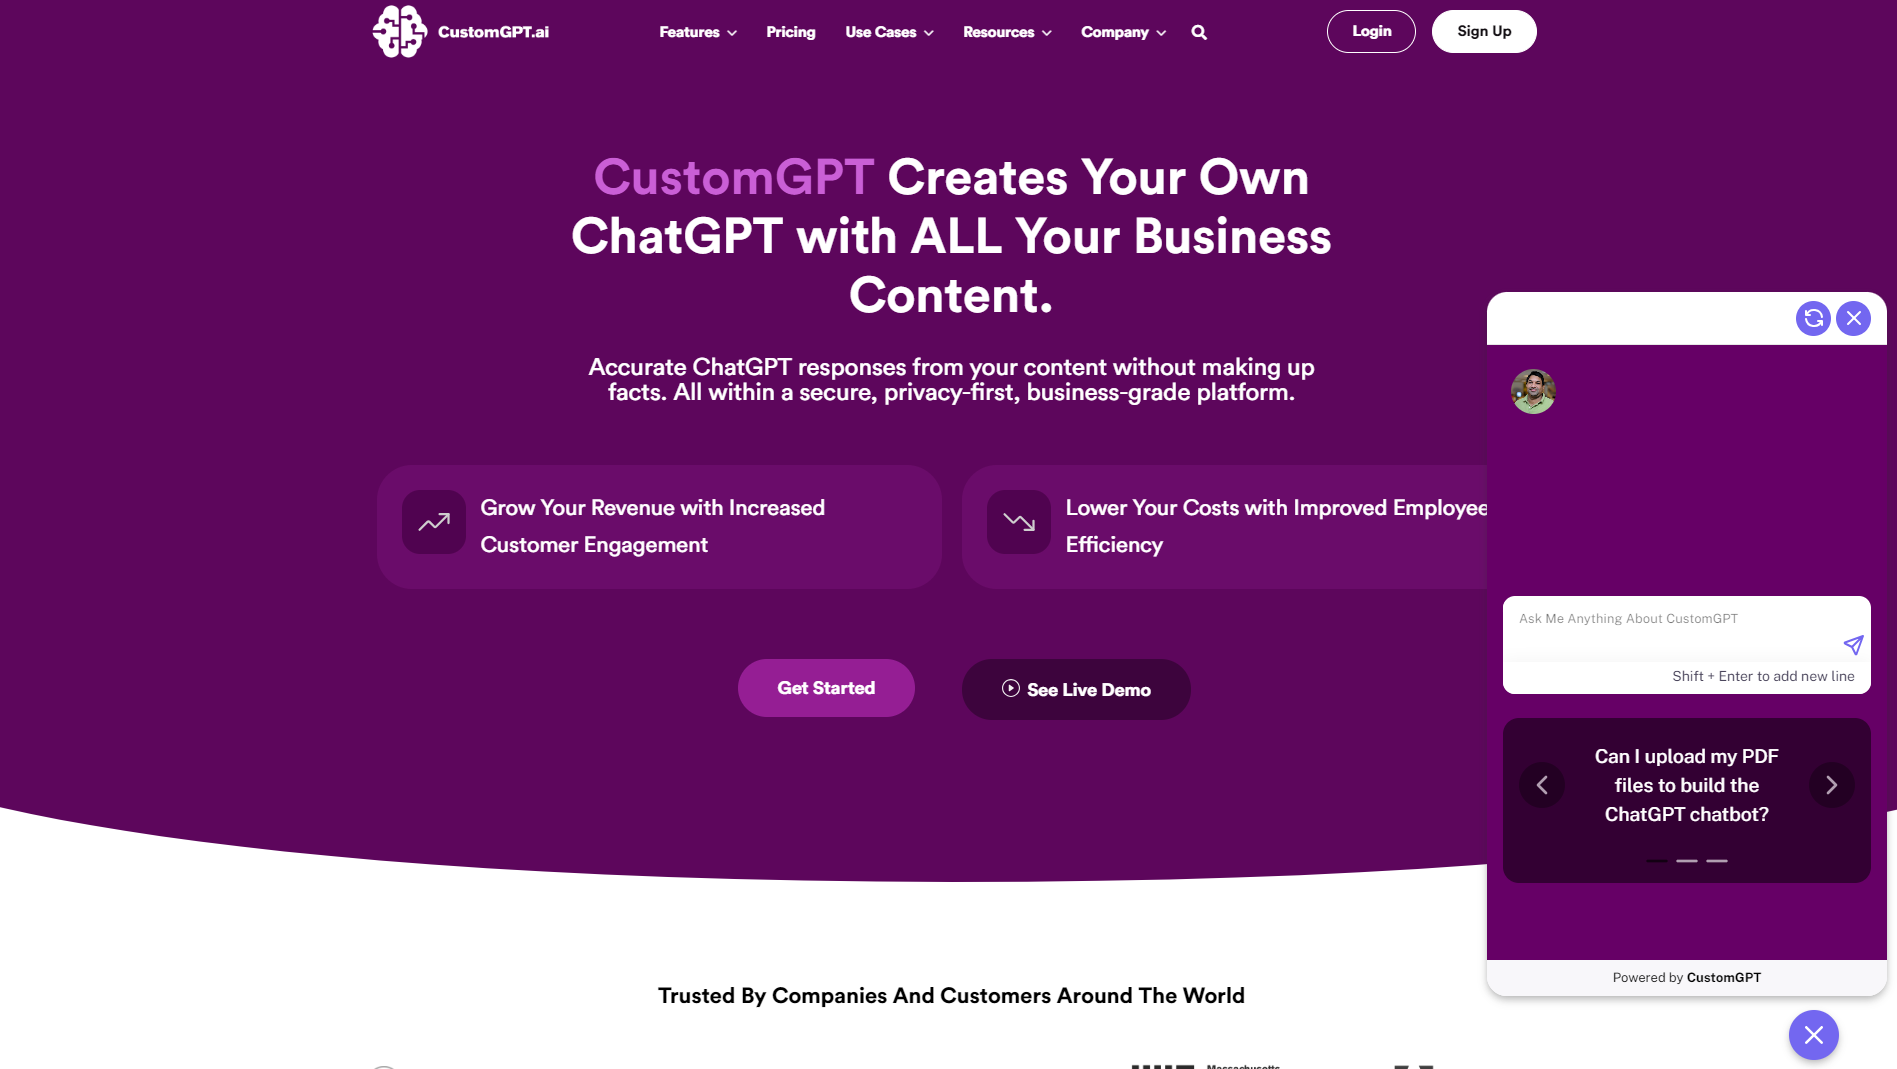 CustomGPT.ai
Features
Pricing
Use Cases
Resources
Company
Login
Sign Up
CustomGPT Creates Your Own
ChatGPT with ALL Your Business
Content.
Accurate ChatGPT responses from your content without making up
facts. All within a secure, privacy-first, business-grade platform.
Grow Your Revenue with Increased
Customer Engagement
Lower Your Costs with Improved Employee
Efficiency
Get Started
See Live Demo
Ask Me Anything About CustomGPT
Shift + Enter to add new line
Can I upload my PDF
files to build the
ChatGPT chatbot?
Powered by CustomGPT
Trusted By Companies And Customers Around The World
Massachusetts